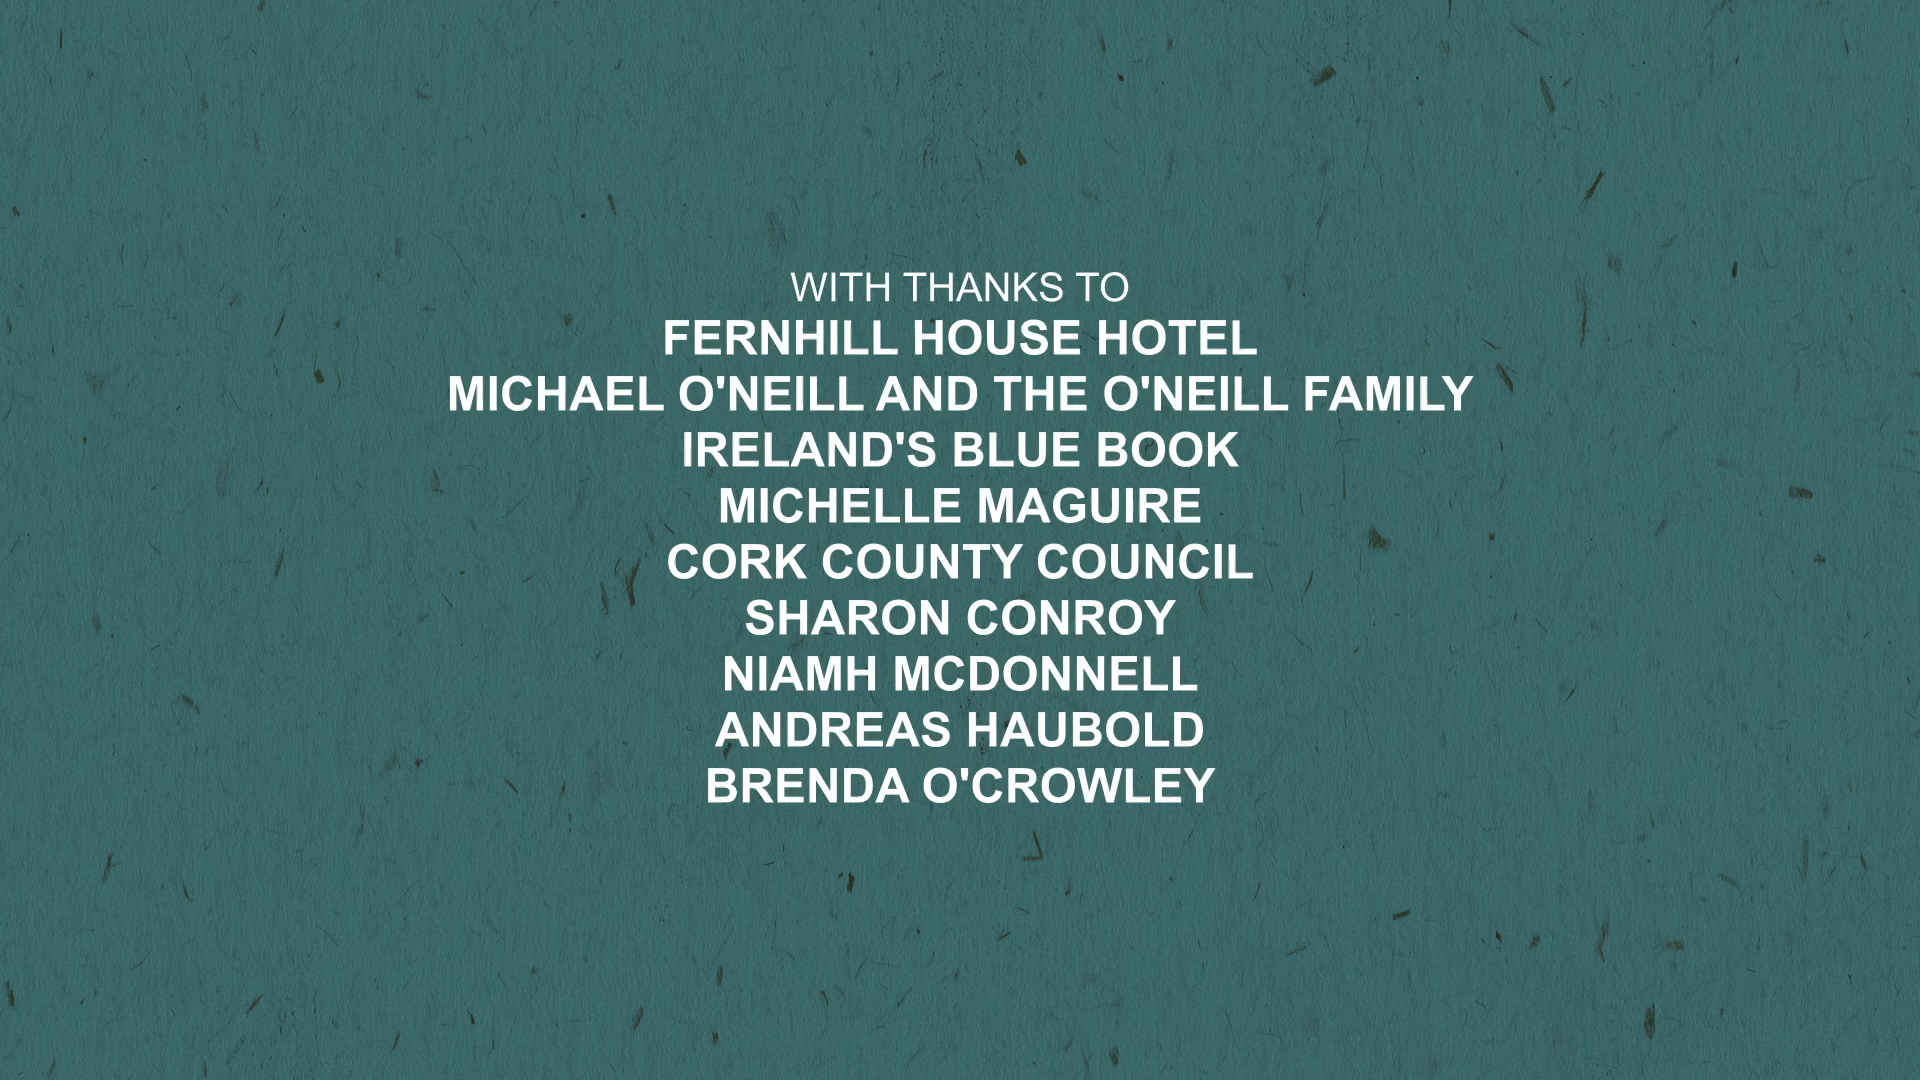 WITH THANKS TO
FERNHILL HOUSE HOTEL
MICHAEL O'NEILL AND THE O'NEILL FAMILY
IRELAND'S BLUE BOOK
MICHELLE MAGUIRE
CORK COUNTY COUNCIL
SHARON CONROY
NIAMH MCDONNELL
ANDREAS HAUBOLD
BRENDA O'CROWLEY